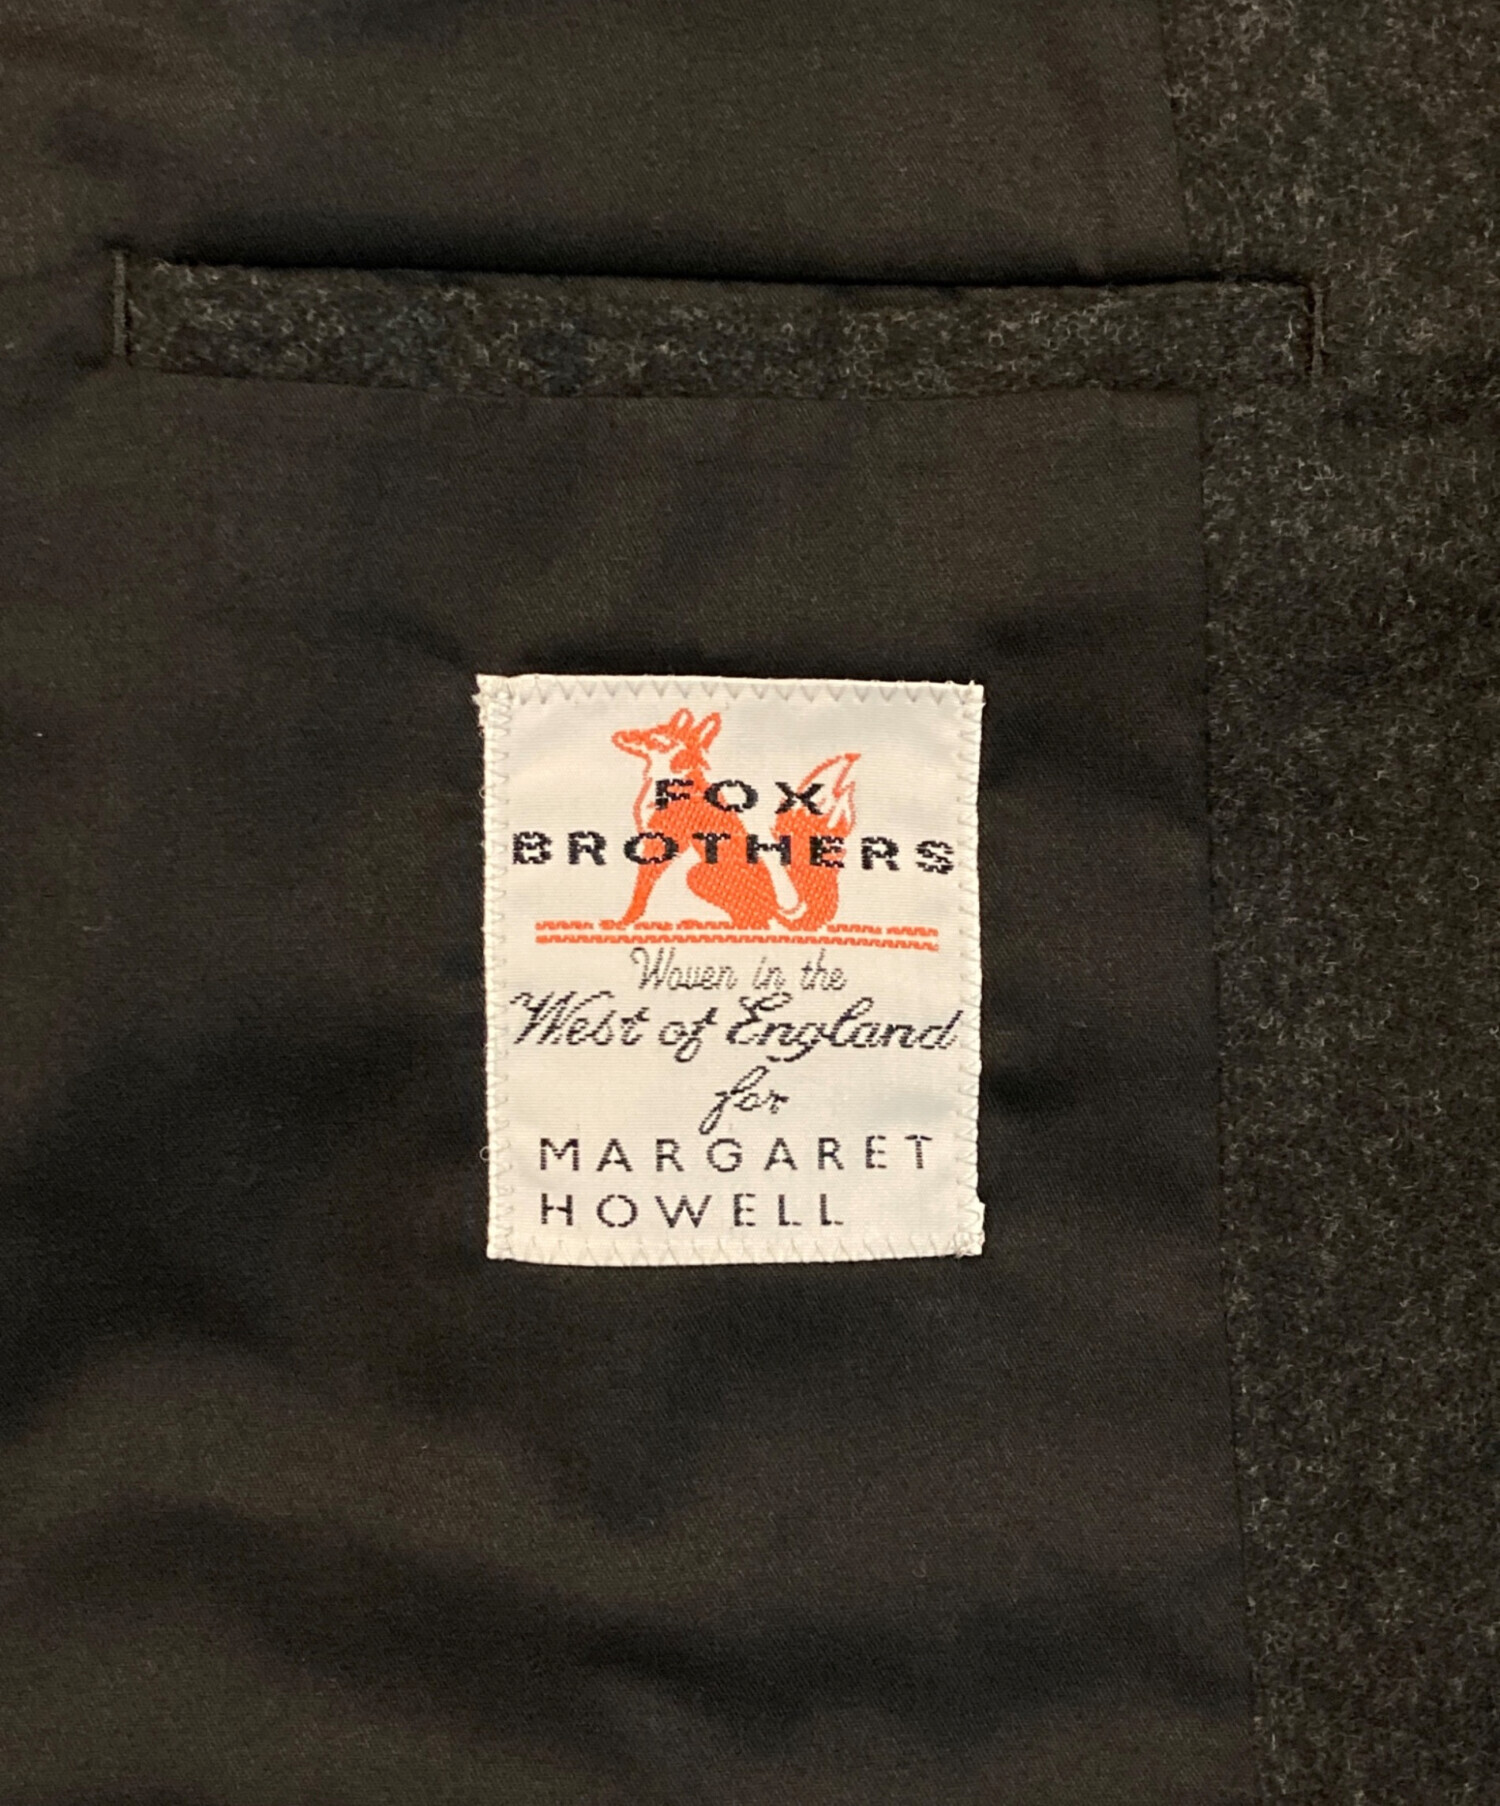 FOX
BROTHERS
Woven in the
West of England
for
MARGARET
HOWELL